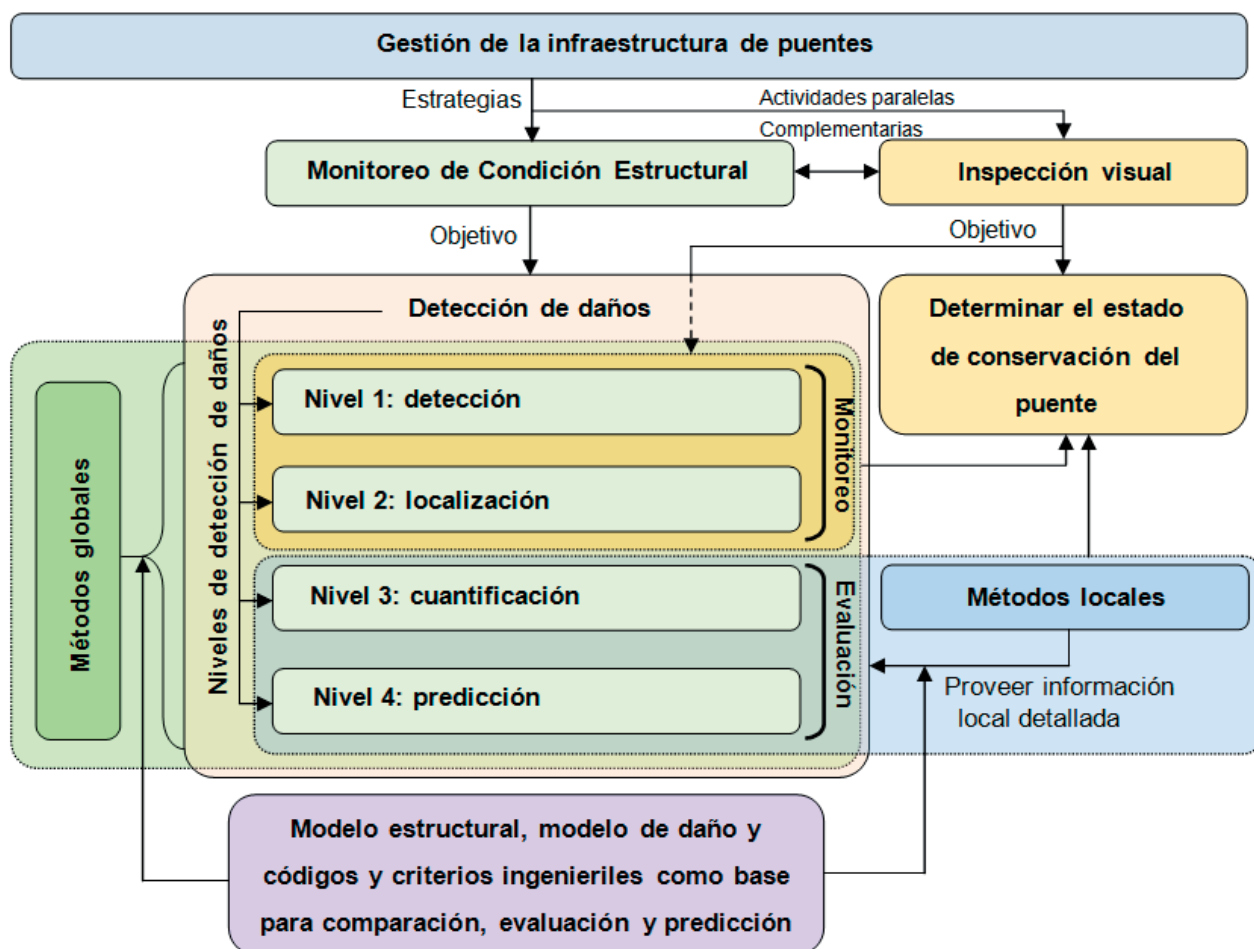 Gestión de la infraestructura de puentes
Estrategias
Actividades paralelas
Complementarias
Monitoreo de Condición Estructural
Inspección visual
Objetivo
Objetivo
Detección de daños
Determinar el estado
de conservación del
puente
Niveles de detección de daños
Métodos globales
Nivel 1: detección
Nivel 2: localización
Monitoreo
Nivel 3: cuantificación
Nivel 4: predicción
Evaluación
Métodos locales
Proveer información
local detallada
Modelo estructural, modelo de daño y
códigos y criterios ingenieriles como base
para comparación, evaluación y predicción